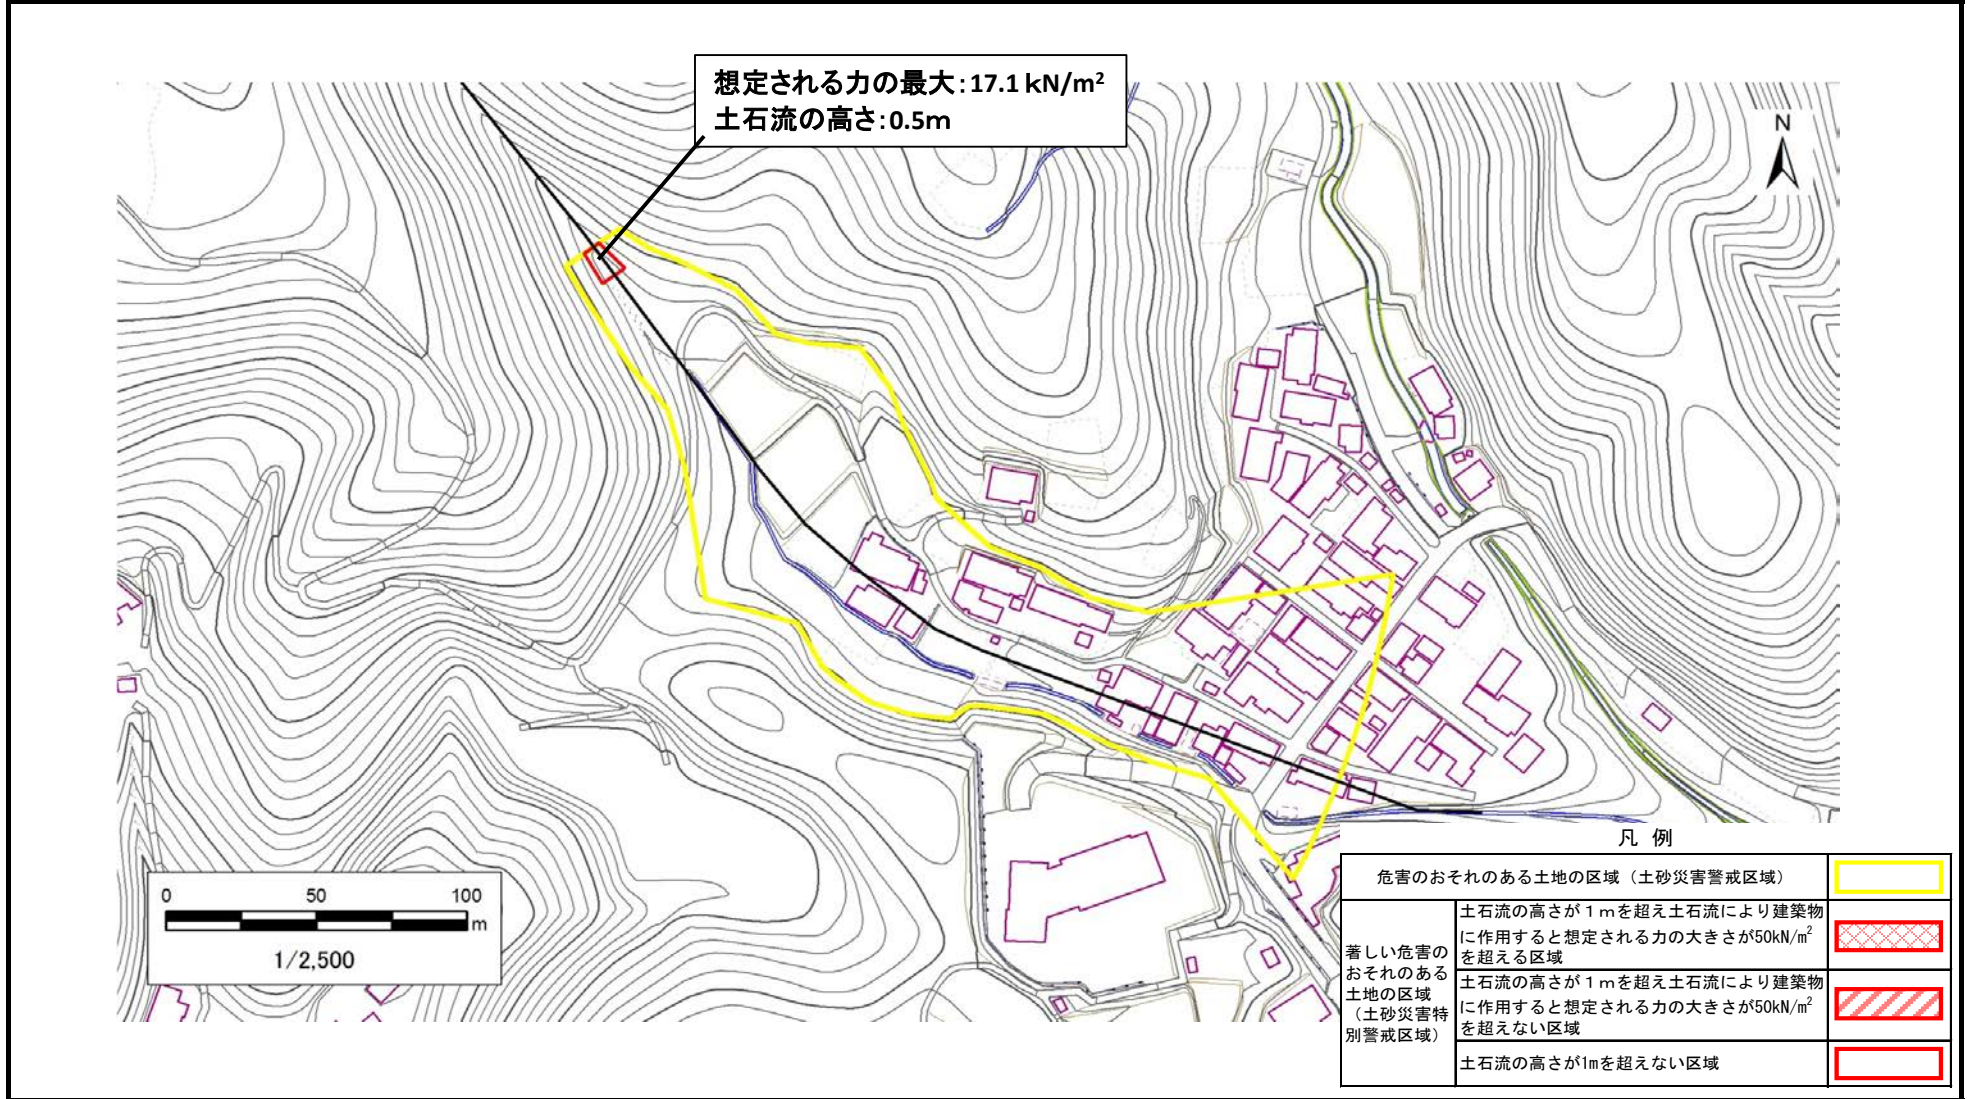 想定される力の最大:17.1 kN/m²
土石流の高さ:0.5m
N
0 50 100
m
1/2,500
凡 例
危害のおそれのある土地の区域(土砂災害警戒区域)
著しい危害の
おそれのある
土地の区域
(土砂災害特
別警戒区域)
土石流の高さが1mを超え土石流により建築物
に作用すると想定される力の大きさが50kN/m²
を超える区域
土石流の高さが1mを超え土石流により建築物
に作用すると想定される力の大きさが50kN/m²
を超えない区域
土石流の高さが1mを超えない区域